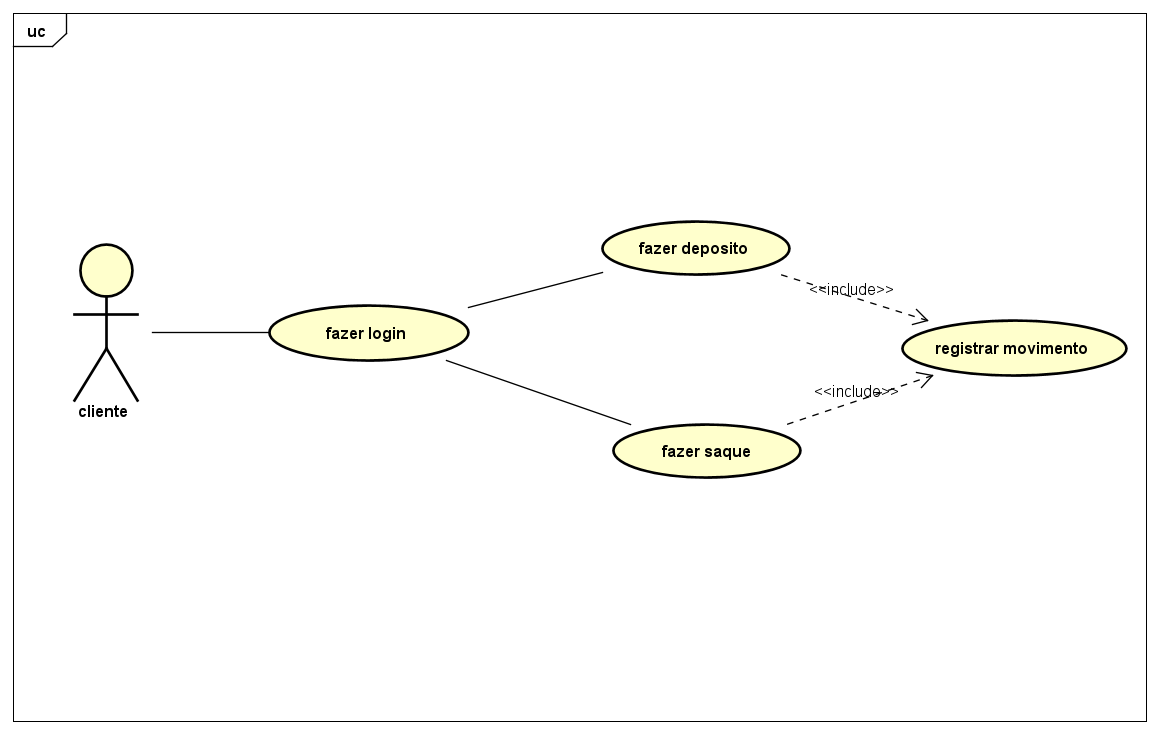 uc
fazer deposito
<<include>>
fazer login
registrar movimento
<<include>>
cliente
fazer saque